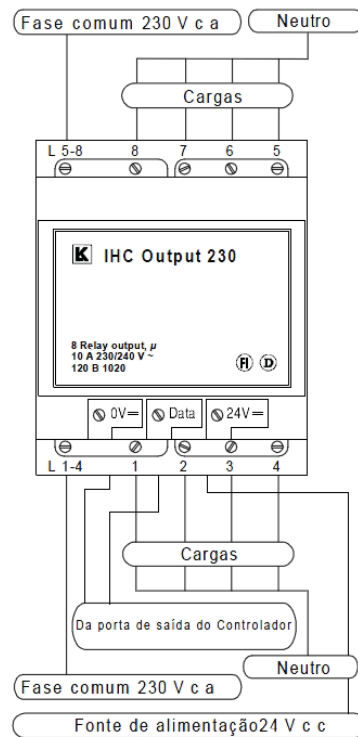 Fase comum 230 V c a
Neutro
Cargas
L 5-8 8 7 6 5
K IHC Output 230
8 Relay output, µ
10 A 230/240 V ~
120 B 1020
FI D
0V Data 24V
L 1-4 1 2 3 4
Cargas
Da porta de saída do Controlador
Neutro
Fase comum 230 V c a
Fonte de alimentação24 V c c